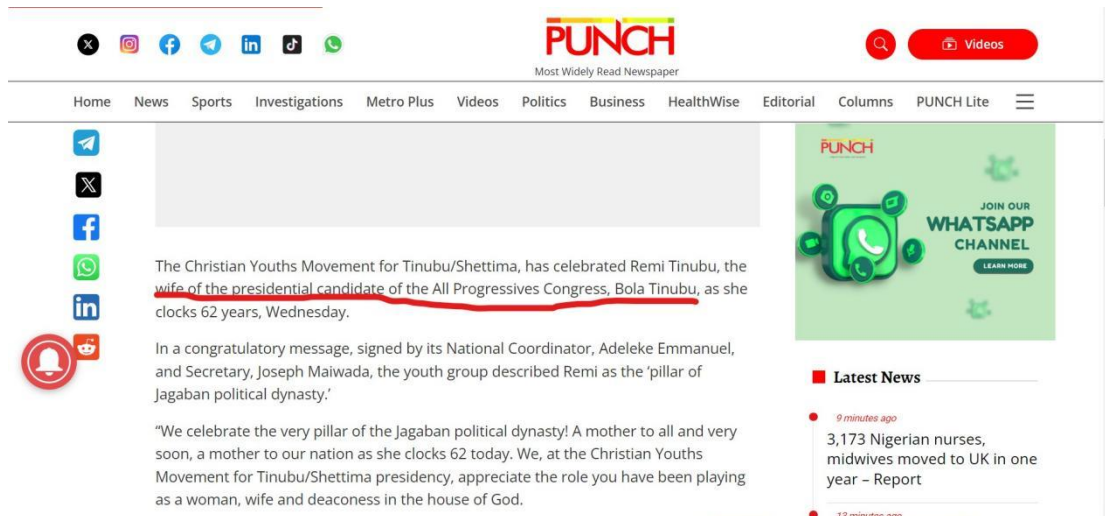 PUNCH
Most Widely Read Newspaper
Videos
Home News Sports Investigations Metro Plus Videos Politics Business HealthWise Editorial Columns PUNCH Lite
The Christian Youths Movement for Tinubu/Shettima, has celebrated Remi Tinubu, the
wife of the presidential candidate of the All Progressives Congress, Bola Tinubu, as she
clocks 62 years, Wednesday.
In a congratulatory message, signed by its National Coordinator, Adeleke Emmanuel,
and Secretary, Joseph Maiwada, the youth group described Remi as the ‘pillar of
Jagaban political dynasty.’
“We celebrate the very pillar of the Jagaban political dynasty! A mother to all and very
soon, a mother to our nation as she clocks 62 today. We, at the Christian Youths
Movement for Tinubu/Shettima presidency, appreciate the role you have been playing
as a woman, wife and deaconess in the house of God.
PUNCH
JOIN OUR
WHATSAPP
CHANNEL
LEARN MORE
Latest News
9 minutes ago
3,173 Nigerian nurses,
midwives moved to UK in one
year – Report
13 minutes ago